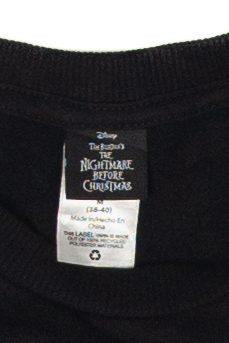 Disney
Tim Burton's
THE
NIGHTMARE
BEFORE
CHRISTMAS
M
(38-40)
Made in/Hecho En
China
THIS LABEL IS MADE
OUT OF 100% RECYCLED
POLYESTER MATERIALS